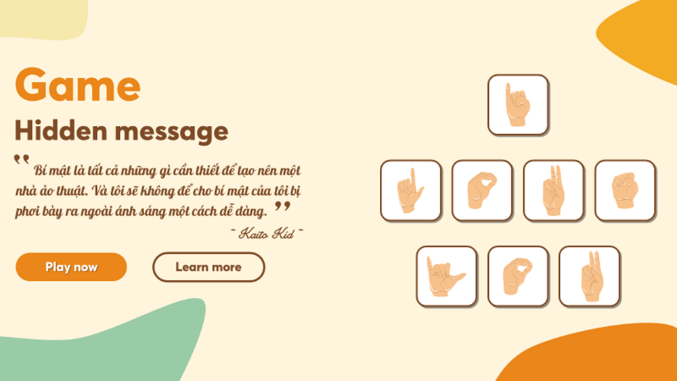 Game
Hidden message
" Bí mật là tất cả những gì cần thiết để tạo nên một
nhà ảo thuật. Và tôi sẽ không để cho bí mật của tôi bị
phơi bày ra ngoài ánh sáng một cách dễ dàng. "
~ Kaito Kid ~
Play now
Learn more